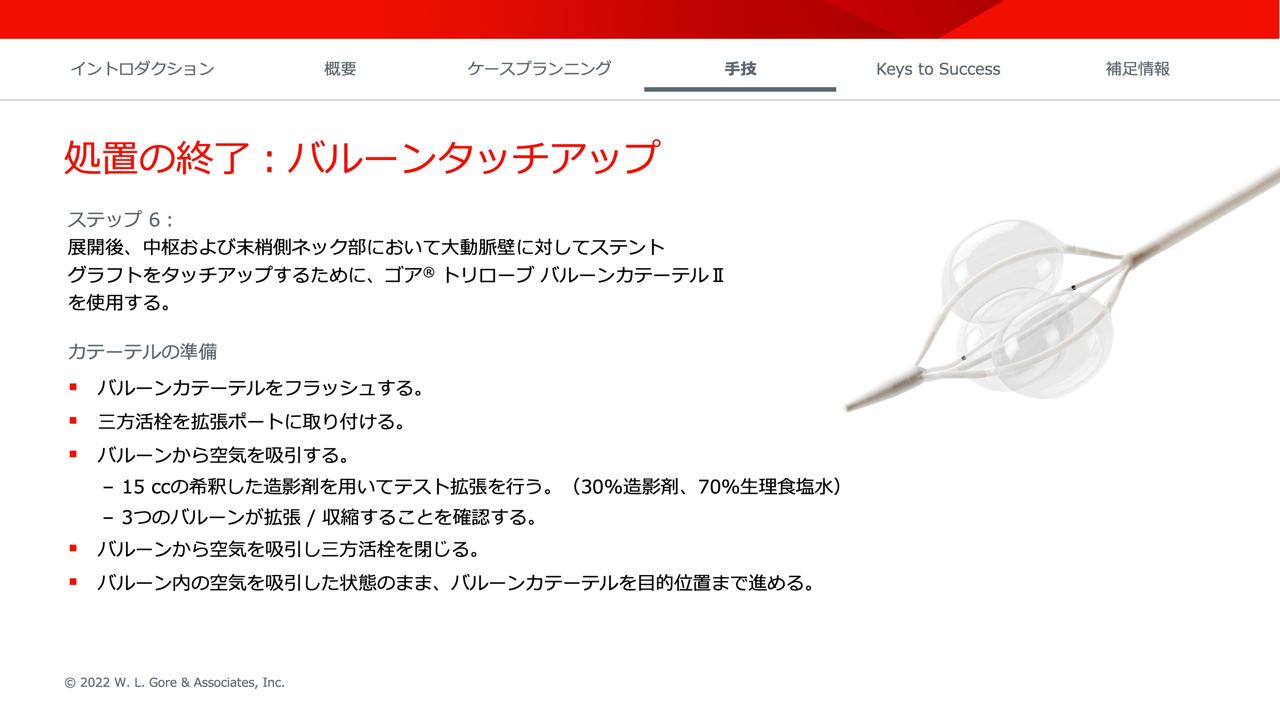 イントロダクション
概要
ケースプランニング
手技
Keys to Success
補足情報
処置の終了：バルーンタッチアップ
ステップ 6：
展開後、中枢および末梢側ネック部において大動脈壁に対してステント
グラフトをタッチアップするために、ゴア® トリローブ バルーンカテーテルⅡ
を使用する。
カテーテルの準備
▪ バルーンカテーテルをフラッシュする。
▪ 三方活栓を拡張ポートに取り付ける。
▪ バルーンから空気を吸引する。
– 15 ccの希釈した造影剤を用いてテスト拡張を行う。（30%造影剤、70%生理食塩水）
– 3つのバルーンが拡張 / 収縮することを確認する。
▪ バルーンから空気を吸引し三方活栓を閉じる。
▪ バルーン内の空気を吸引した状態のまま、バルーンカテーテルを目的位置まで進める。
© 2022 W. L. Gore & Associates, Inc.